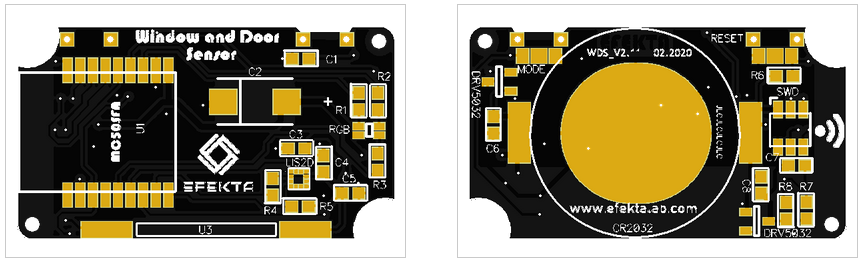 Window and Door
Sensor
C1
C2
R2
R1
RGB
U1
C3
LIS2D
C4
R3
C5
EFEKTA
R4
R5
U3
WDS_V2.11 02.2020
RESET
MODE
DRV5032
R6
SWD
C6
C7
C8
R8
R7
www.efekta.ab.com
CR2032
DRV5032